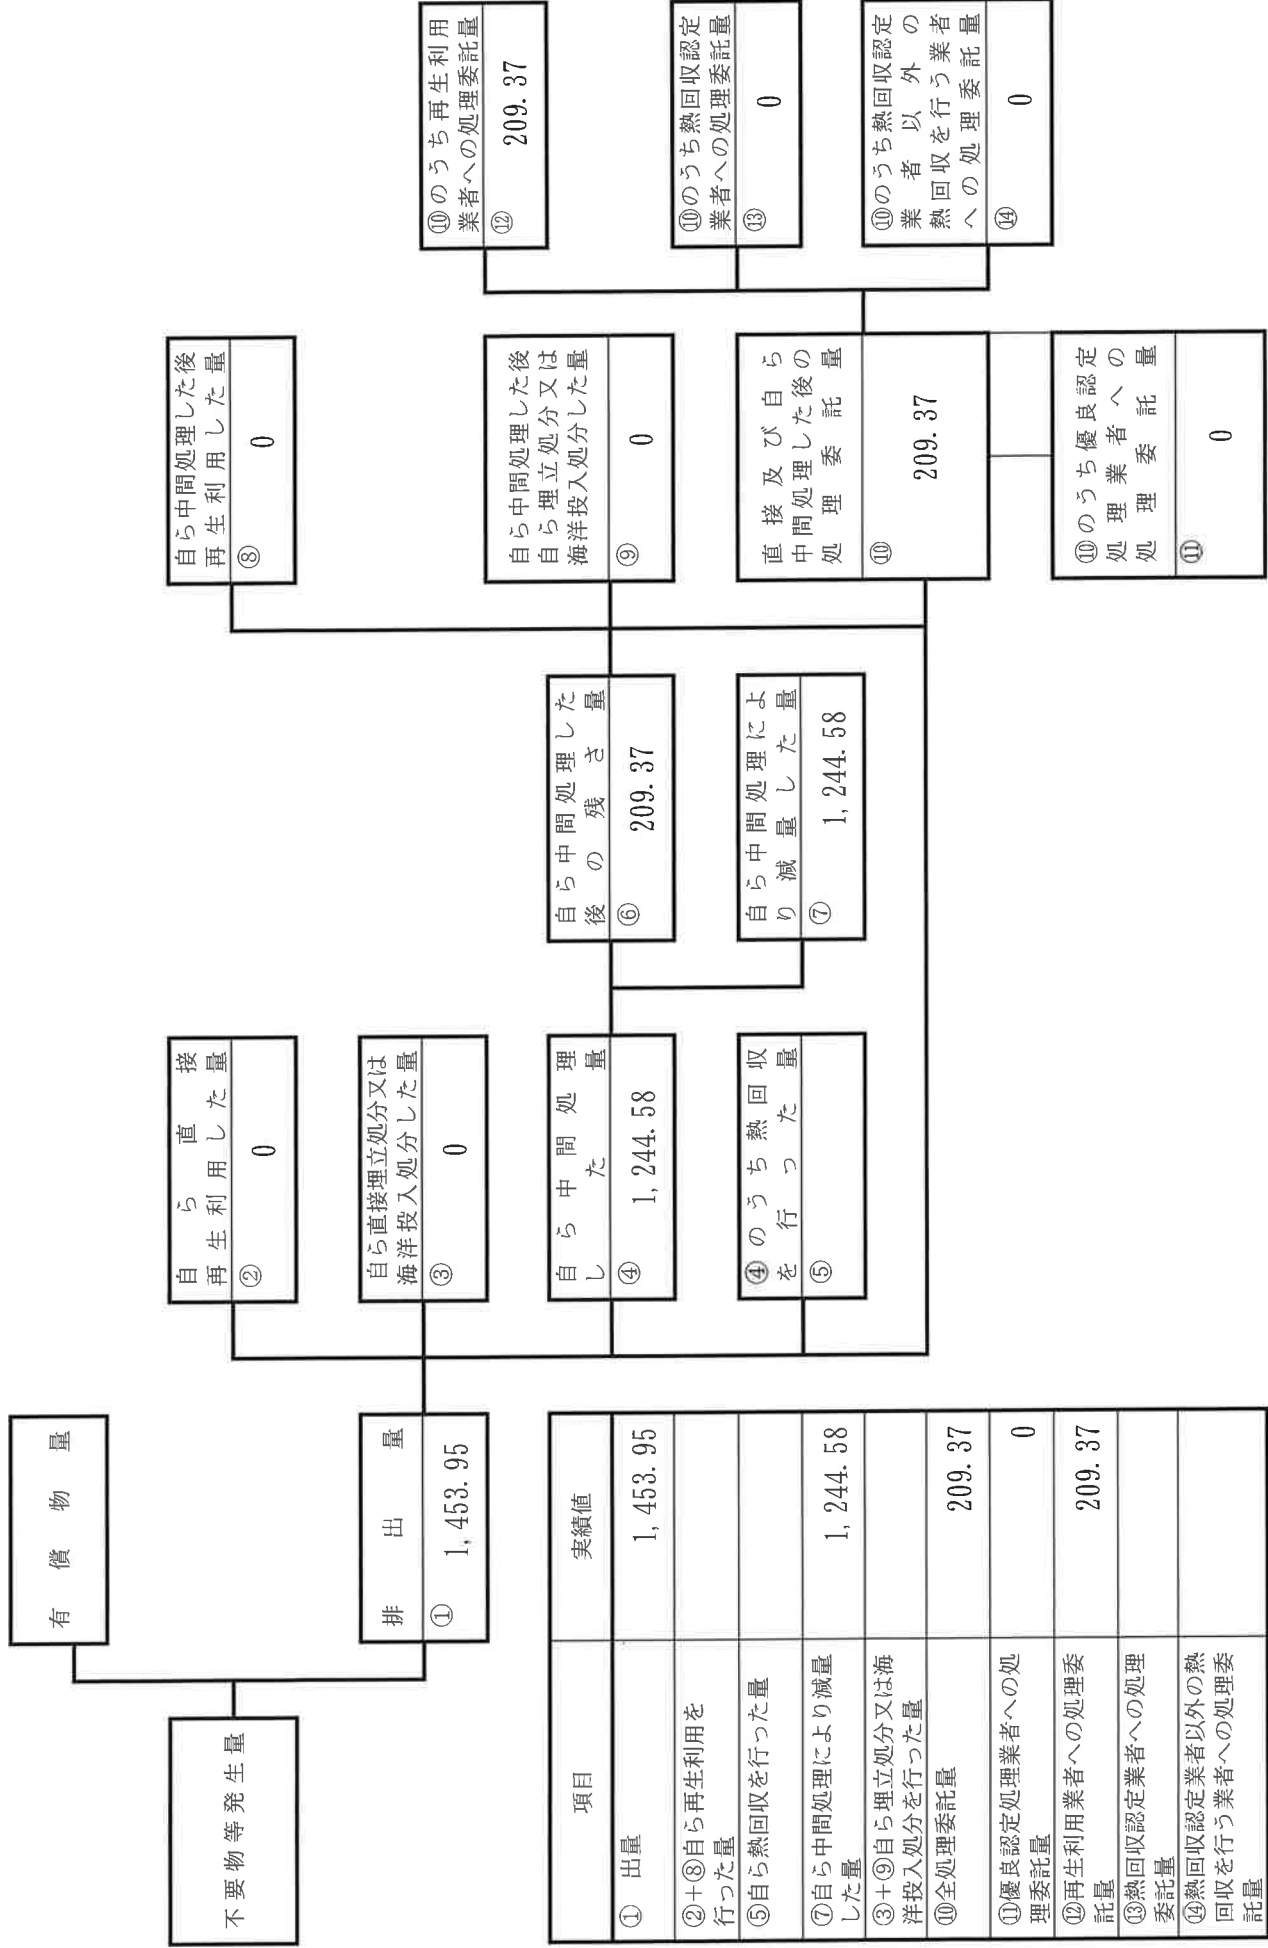 有償物量
不要物等発生量
排出量
① 1,453.95
自ら直接
再生利用した量
② 0
自ら直接埋立処分又は
海洋投入処分した量
③ 0
自ら中間処理
した量
④ 1,244.58
④のうち熱回収
を行った量
⑤
自ら中間処理した
後の残さ量
⑥ 209.37
自ら中間処理によ
り減量した量
⑦ 1,244.58
自ら中間処理した後
再生利用した量
⑧ 0
自ら中間処理した後
自ら埋立処分又は
海洋投入処分した量
⑨ 0
直接及び自ら
中間処理した後の
処理委託量
⑩ 209.37
⑩のうち優良認定
処理業者への
処理委託量
⑪ 0
⑩のうち再生利用
業者への処理委託量
⑫ 209.37
⑩のうち熱回収認定
業者への処理委託量
⑬ 0
⑩のうち熱回収認定
業者以外の
熱回収を行う業者
への処理委託量
⑭ 0
項目 実績値
① 出量 1,453.95
②+⑧自ら再生利用を
行った量
⑤自ら熱回収を行った量
⑦自ら中間処理により減量
した量 1,244.58
③+⑨自ら埋立処分又は海
洋投入処分を行った量
⑩全処理委託量 209.37
⑪優良認定処理業者への処
理委託量 0
⑫再生利用業者への処理委
託量 209.37
⑬熱回収認定業者への処理
委託量
⑭熱回収認定業者以外の熱
回収を行う業者への処理委
託量